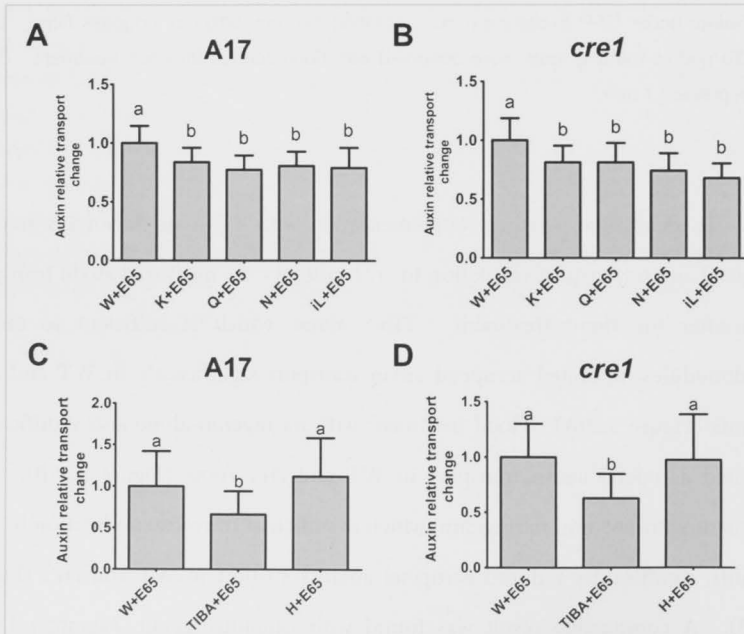 A
A17
Auxin relative transport
change
1.5
1.0
0.5
0.0
a
b
b
b
b
W+E65
K+E65
Q+E65
N+E65
iL+E65
B
cre1
Auxin relative transport
change
1.5
1.0
0.5
0.0
a
b
b
b
b
W+E65
K+E65
Q+E65
N+E65
iL+E65
C
A17
Auxin relative transport
change
2.0
1.5
1.0
0.5
0.0
a
b
a
W+E65
TIBA+E65
H+E65
D
cre1
Auxin relative transport
change
1.5
1.0
0.5
0.0
a
b
a
W+E65
TIBA+E65
H+E65